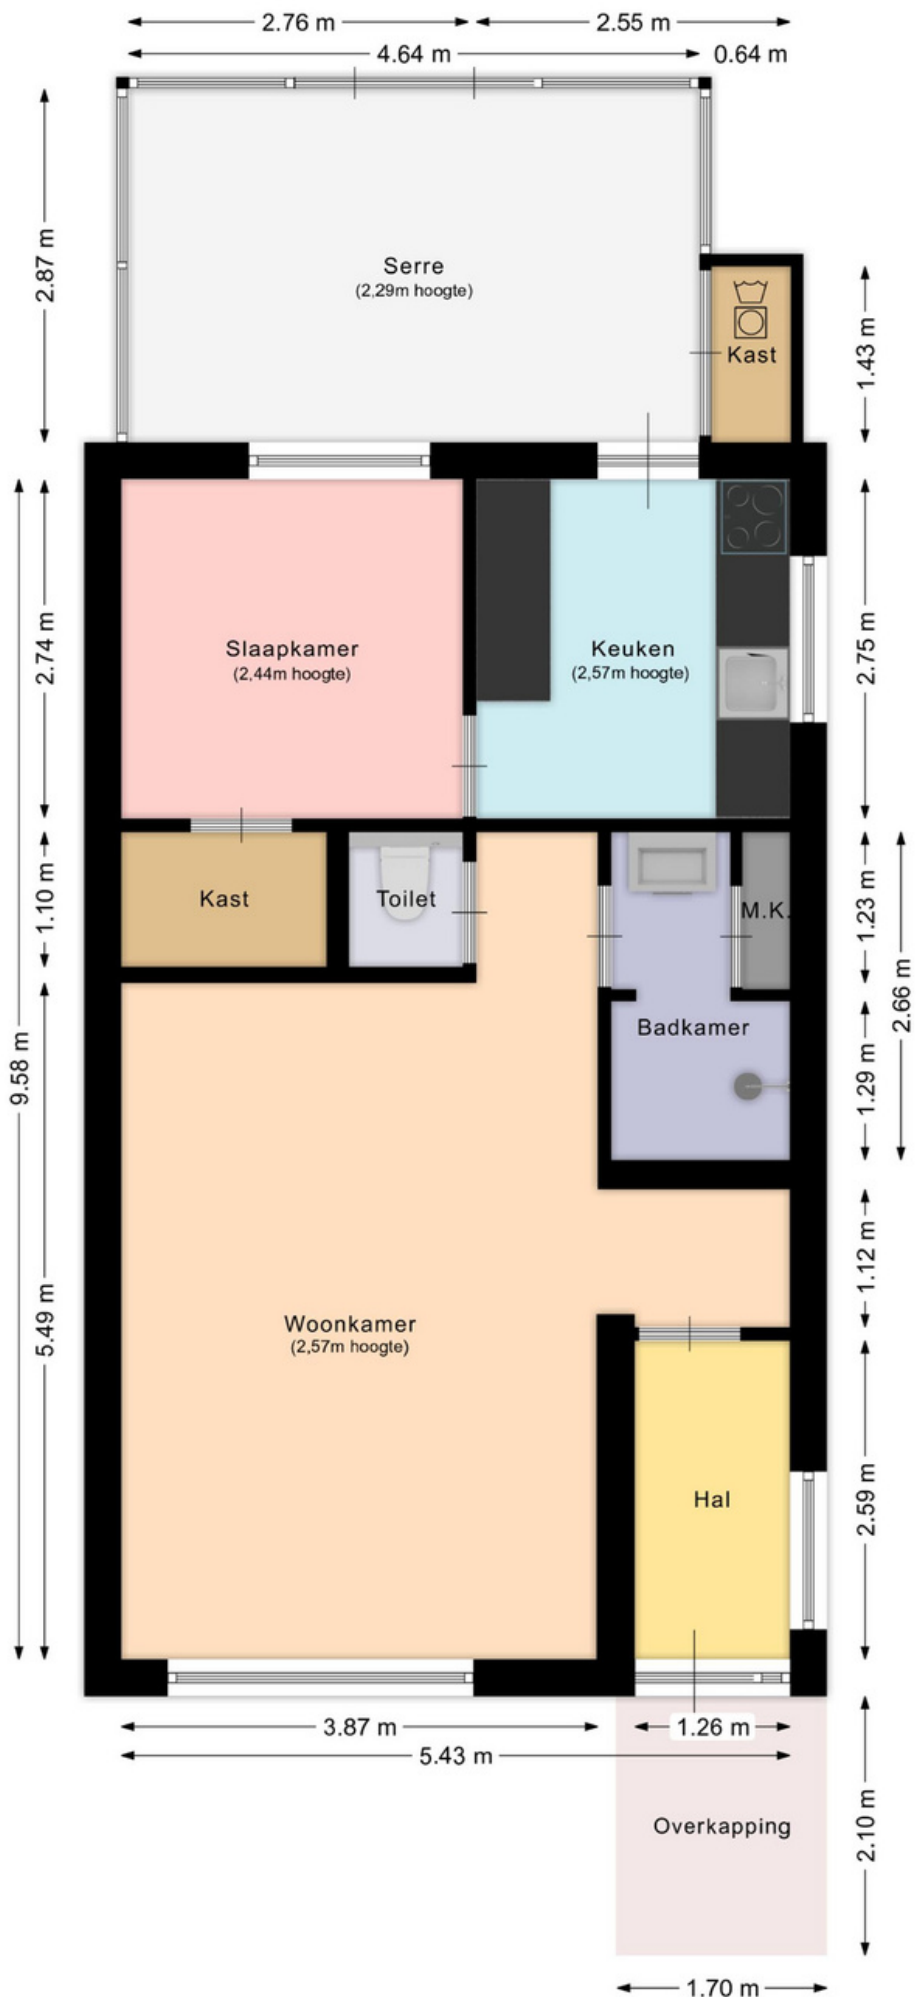 2.76 m
2.55 m
4.64 m
0.64 m
2.87 m
Serre
(2,29m hoogte)
Kast
1.43 m
9.58 m
2.74 m
Slaapkamer
(2,44m hoogte)
Keuken
(2,57m hoogte)
2.75 m
1.10 m
Kast
Toilet
M.K.
1.23 m
2.66 m
Badkamer
1.29 m
1.12 m
5.49 m
Woonkamer
(2,57m hoogte)
Hal
2.59 m
3.87 m
1.26 m
5.43 m
Overkapping
2.10 m
1.70 m